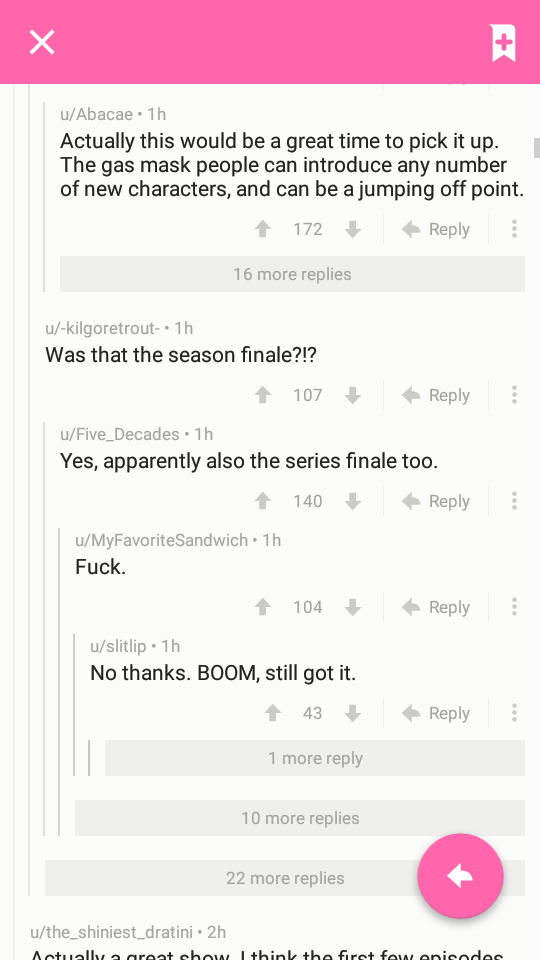 u/Abacae • 1h
Actually this would be a great time to pick it up.
The gas mask people can introduce any number
of new characters, and can be a jumping off point.
172
Reply
16 more replies
u/-kilgoretrout- • 1h
Was that the season finale?!?
107
Reply
u/Five_Decades • 1h
Yes, apparently also the series finale too.
140
Reply
u/MyFavoriteSandwich • 1h
Fuck.
104
Reply
u/slitlip • 1h
No thanks. BOOM, still got it.
43
Reply
1 more reply
10 more replies
22 more replies
u/the_shiniest_dratini • 2h
Actually a great show. I think the first few episodes